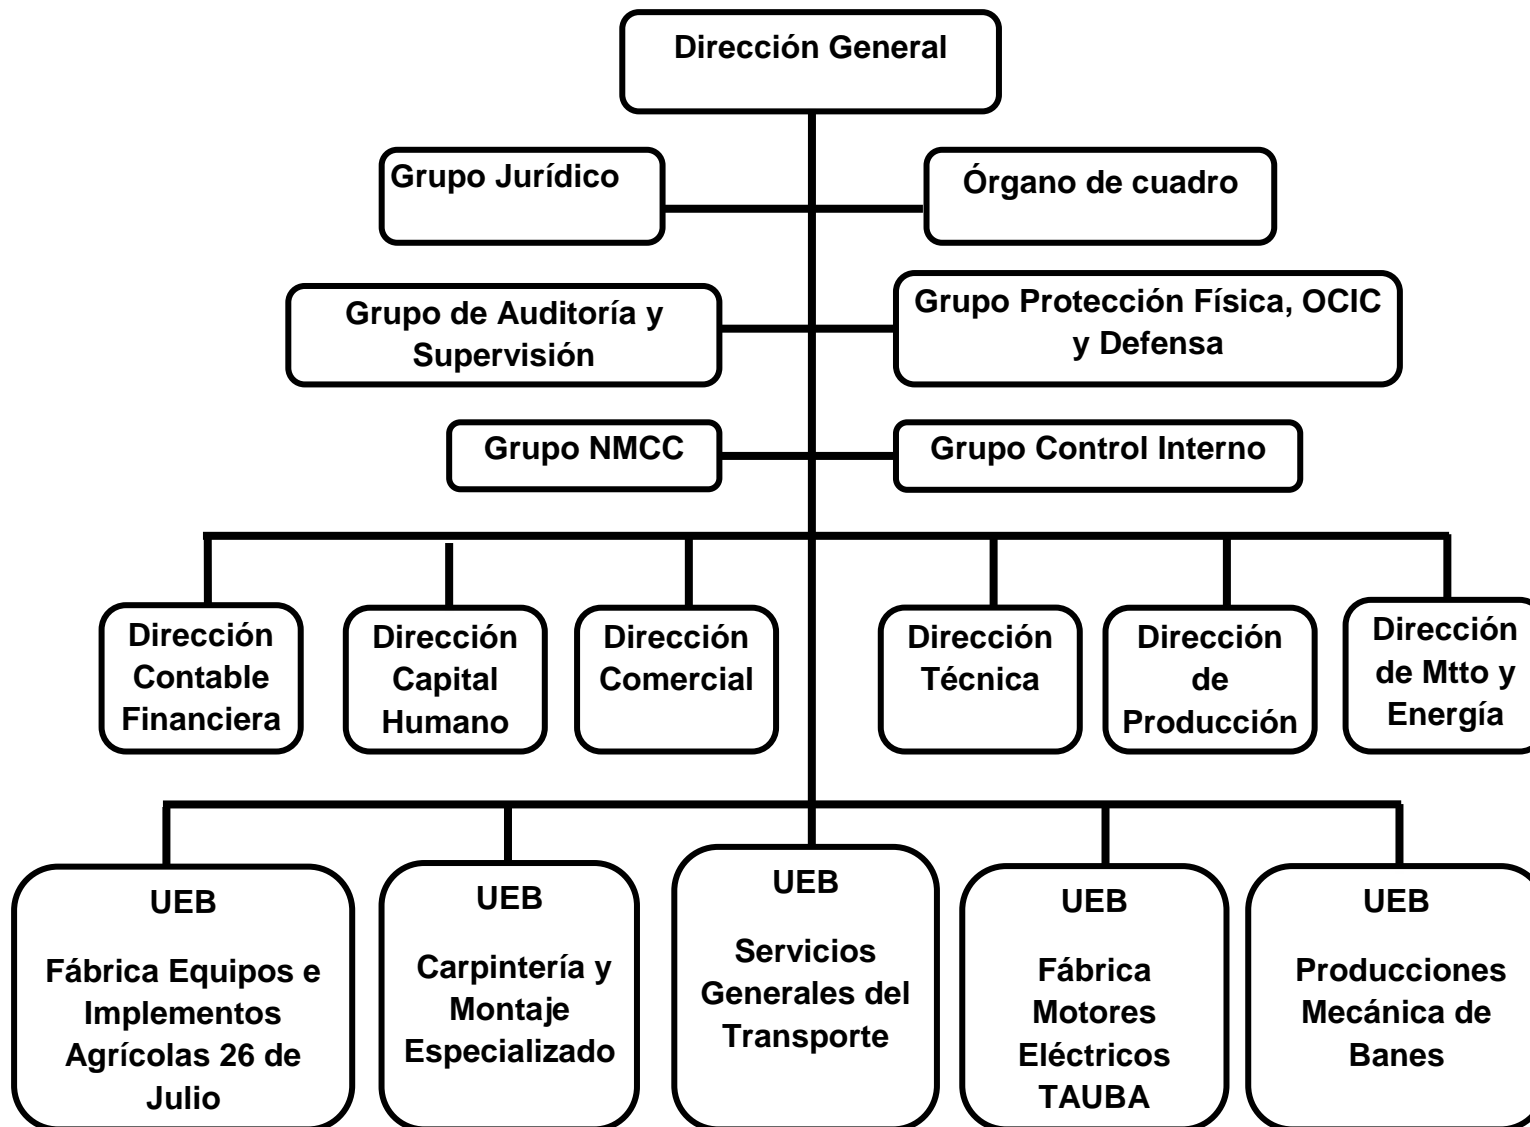 Dirección General
Grupo Jurídico
Órgano de cuadro
Grupo de Auditoría y
Supervisión
Grupo Protección Física, OCIC
y Defensa
Grupo NMCC
Grupo Control Interno
Dirección
Contable
Financiera
Dirección
Capital
Humano
Dirección
Comercial
Dirección
Técnica
Dirección
de
Producción
Dirección
de Mtto y
Energía
UEB
Fábrica Equipos e
Implementos
Agrícolas 26 de
Julio
UEB
Carpintería y
Montaje
Especializado
UEB
Servicios
Generales del
Transporte
UEB
Fábrica
Motores
Eléctricos
TAUBA
UEB
Producciones
Mecánica de
Banes